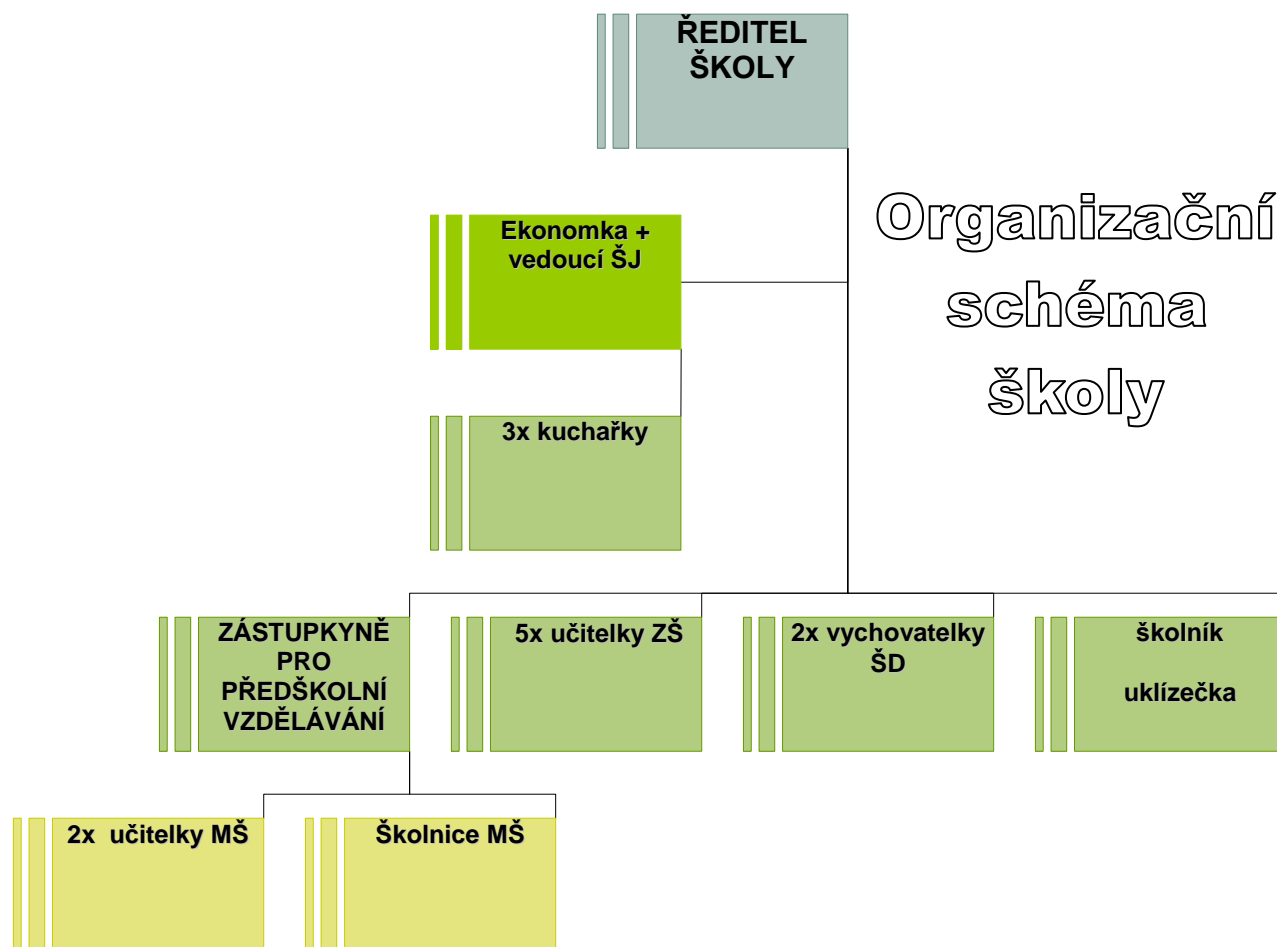 ŘEDITEL
ŠKOLY
Organizační
schéma
školy
Ekonomka +
vedoucí ŠJ
3x kuchařky
ZÁSTUPKYNĚ
PRO
PŘEDŠKOLNÍ
VZDĚLÁVÁNÍ
5x učitelky ZŠ
2x vychovatelky
ŠD
školník
uklízečka
2x učitelky MŠ
Školnice MŠ